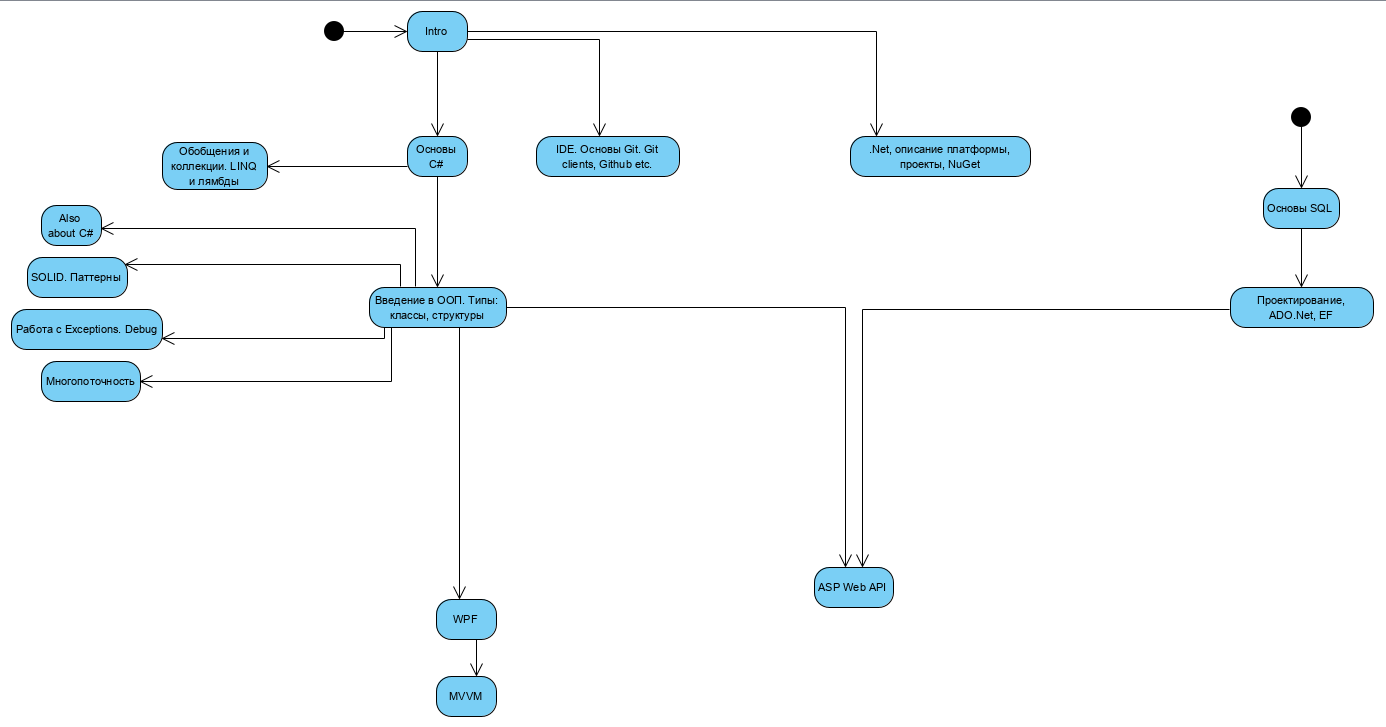 Intro
Основы
C#
IDE. Основы Git. Git
clients, Github etc.
.Net, описание платформы,
проекты, NuGet
Обобщения и
коллекции. LINQ
и лямбды
Основы SQL
Also
about C#
SOLID. Паттерны
Введение в ООП. Типы:
классы, структуры
Проектирование,
ADO.Net, EF
Работа с Exceptions. Debug
Многопоточность
ASP Web API
WPF
MVVM